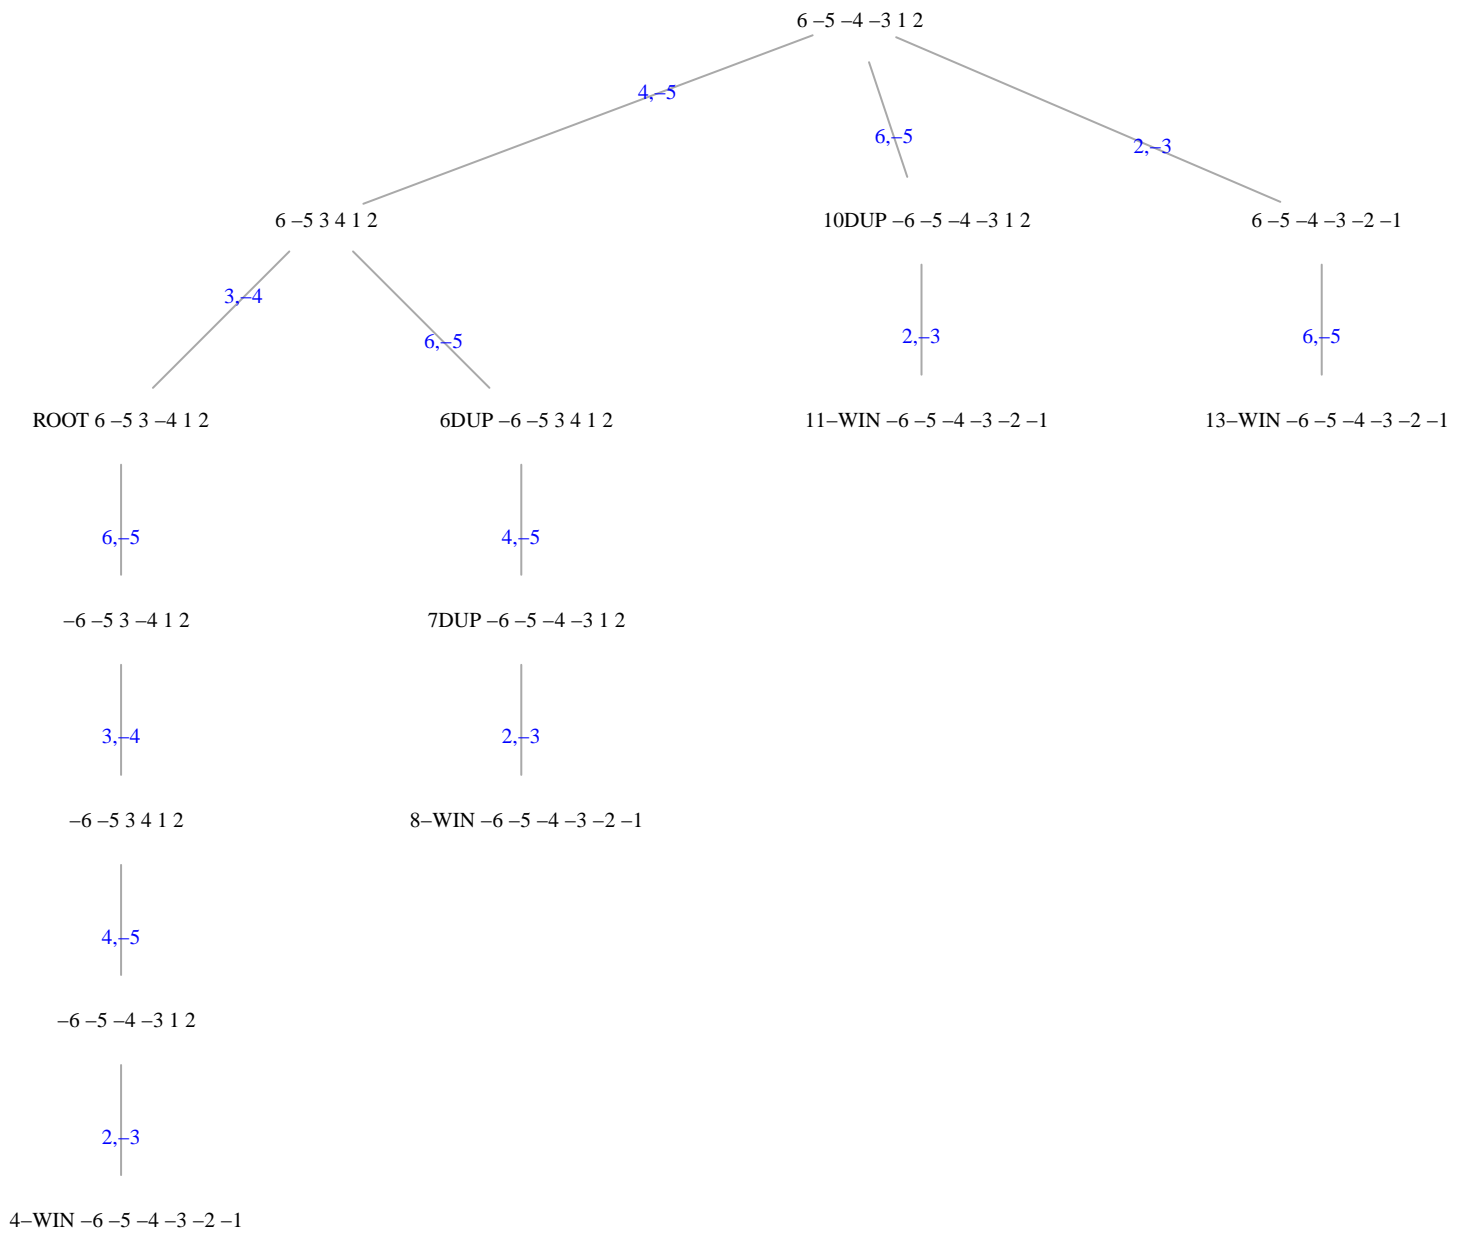 6 –5 –4 –3 1 2
4,–5
6,–5
2,–3
6 –5 3 4 1 2
10DUP –6 –5 –4 –3 1 2
6 –5 –4 –3 –2 –1
3,–4
6,–5
2,–3
6,–5
ROOT 6 –5 3 –4 1 2
6DUP –6 –5 3 4 1 2
11–WIN –6 –5 –4 –3 –2 –1
13–WIN –6 –5 –4 –3 –2 –1
6,–5
4,–5
–6 –5 3 –4 1 2
7DUP –6 –5 –4 –3 1 2
3,–4
2,–3
–6 –5 3 4 1 2
8–WIN –6 –5 –4 –3 –2 –1
4,–5
–6 –5 –4 –3 1 2
2,–3
4–WIN –6 –5 –4 –3 –2 –1